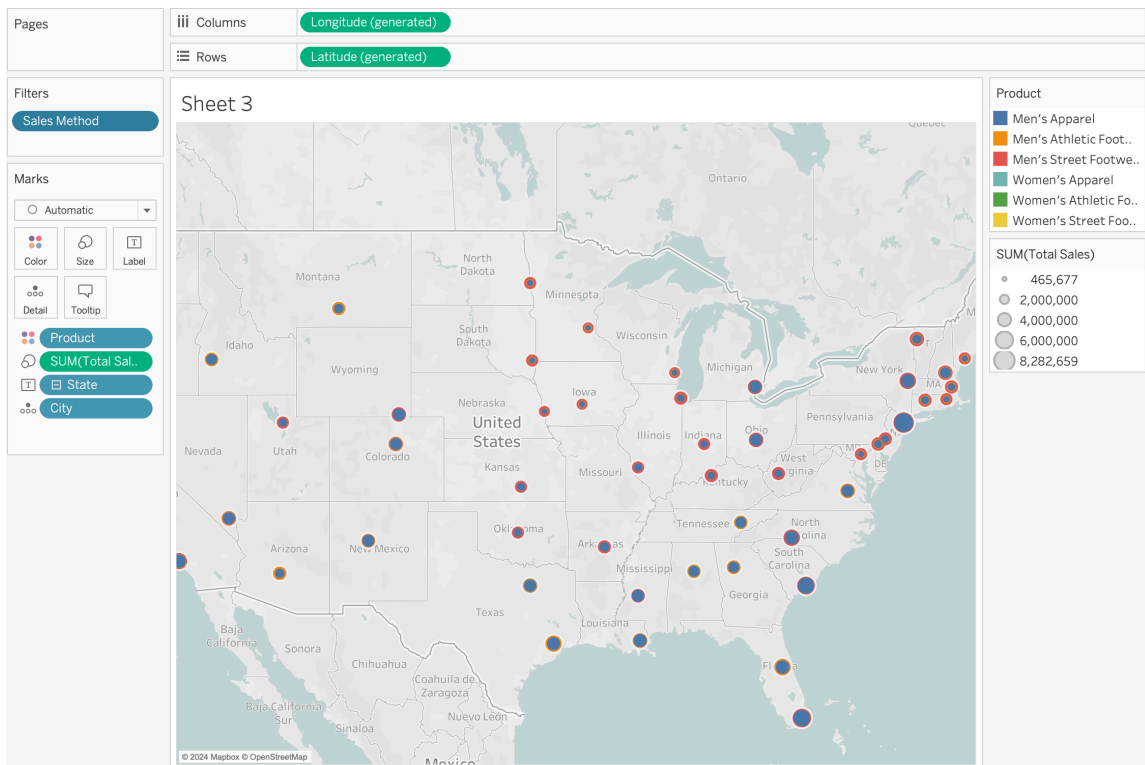 Pages
Columns
Longitude (generated)
Rows
Latitude (generated)
Filters
Sales Method
Marks
Automatic
Color
Size
Label
Detail
Tooltip
Product
SUM(Total Sal..
State
City
Sheet 3
Quebec
Ontario
Montana
North
Dakota
Minnesota
Idaho
South
Dakota
Wisconsin
Wyoming
Michigan
New York
Iowa
MA
Nebraska
Pennsylvania
United
States
Illinois
Indiana
Ohio
Nevada
Utah
Colorado
Kansas
Missouri
West
DE
Tennessee
North
Arizona
New Mexico
South
Carolina
Mississippi
Georgia
Texas
Louisiana
Baja
California
Sonora
Chihuahua
Coahuila de
Zaragoza
Baja California
Sur
Nuevo León
Sinaloa
Mexico
© 2024 Mapbox © OpenStreetMap
Product
Men's Apparel
Men's Athletic Foot..
Men's Street Footwe..
Women's Apparel
Women's Athletic Fo..
Women's Street Foo..
SUM(Total Sales)
465,677
2,000,000
4,000,000
6,000,000
8,282,659